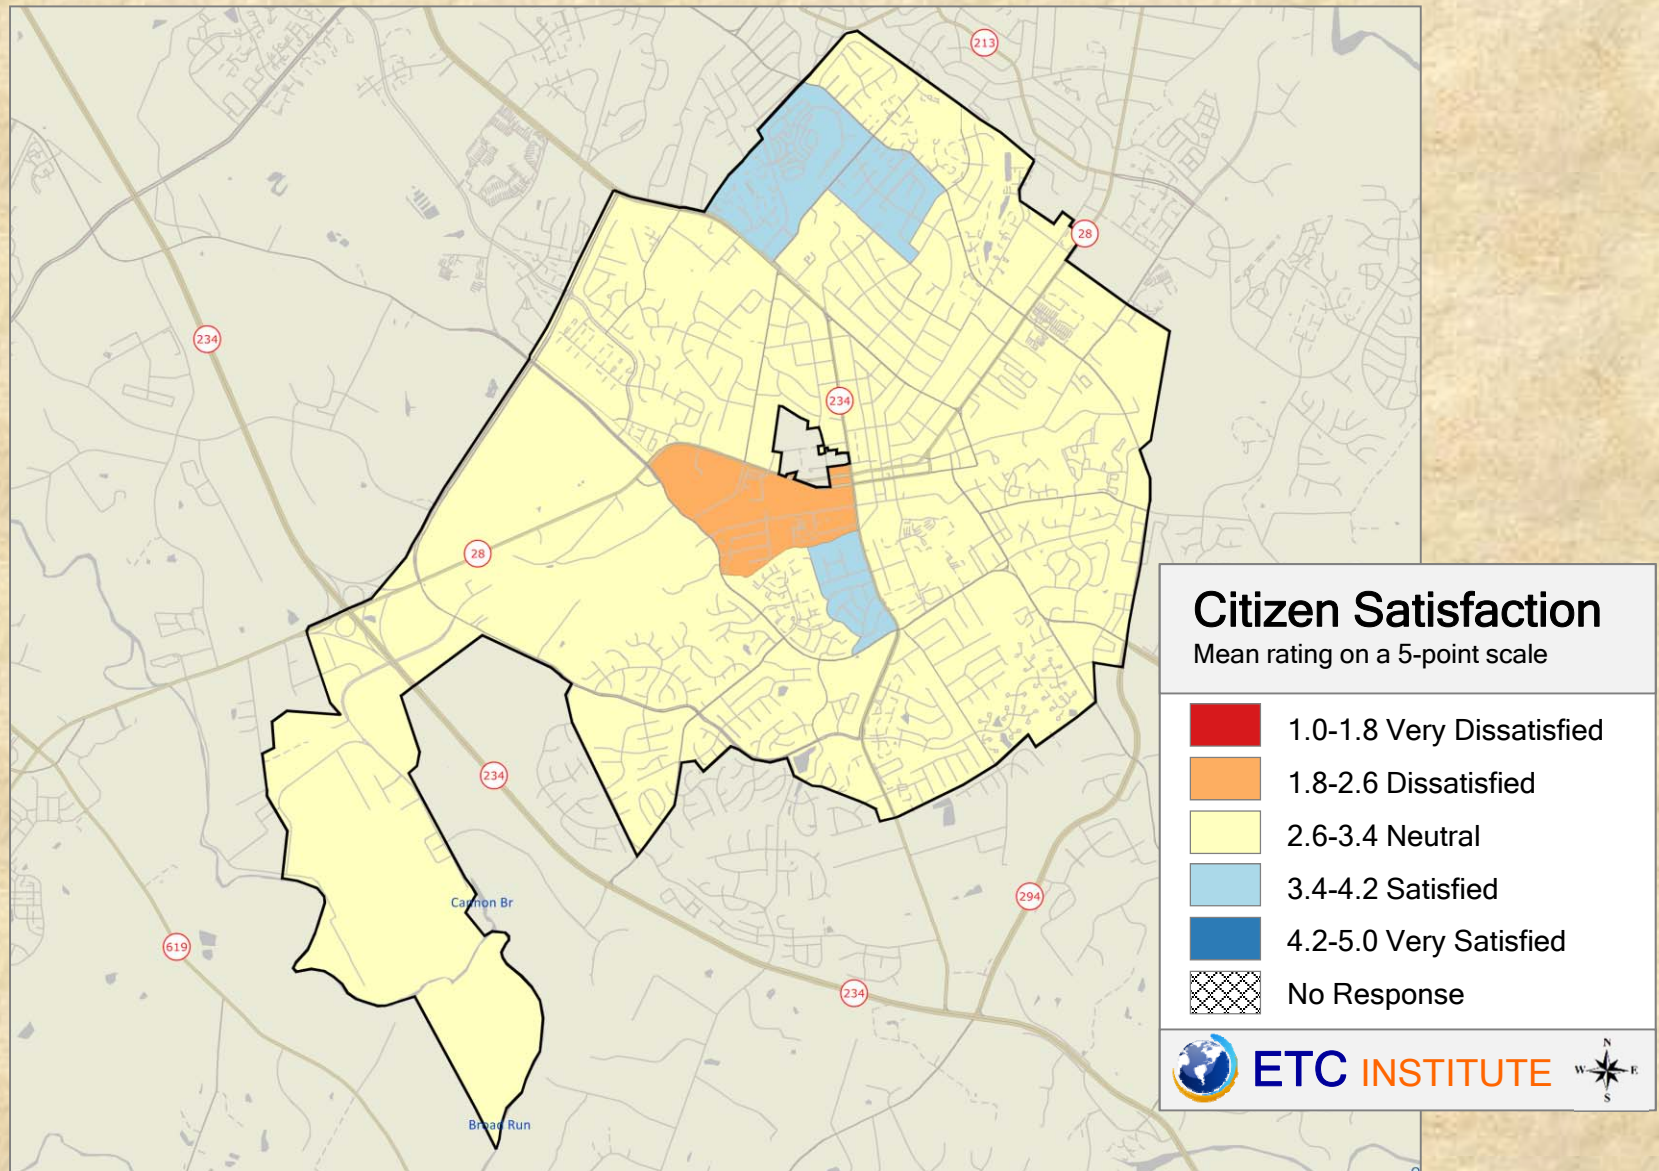 213
28
234
234
28
234
Cannon Br
294
619
234
Broad Run
Citizen Satisfaction
Mean rating on a 5-point scale
1.0-1.8 Very Dissatisfied
1.8-2.6 Dissatisfied
2.6-3.4 Neutral
3.4-4.2 Satisfied
4.2-5.0 Very Satisfied
No Response
ETC INSTITUTE
N
W E
S